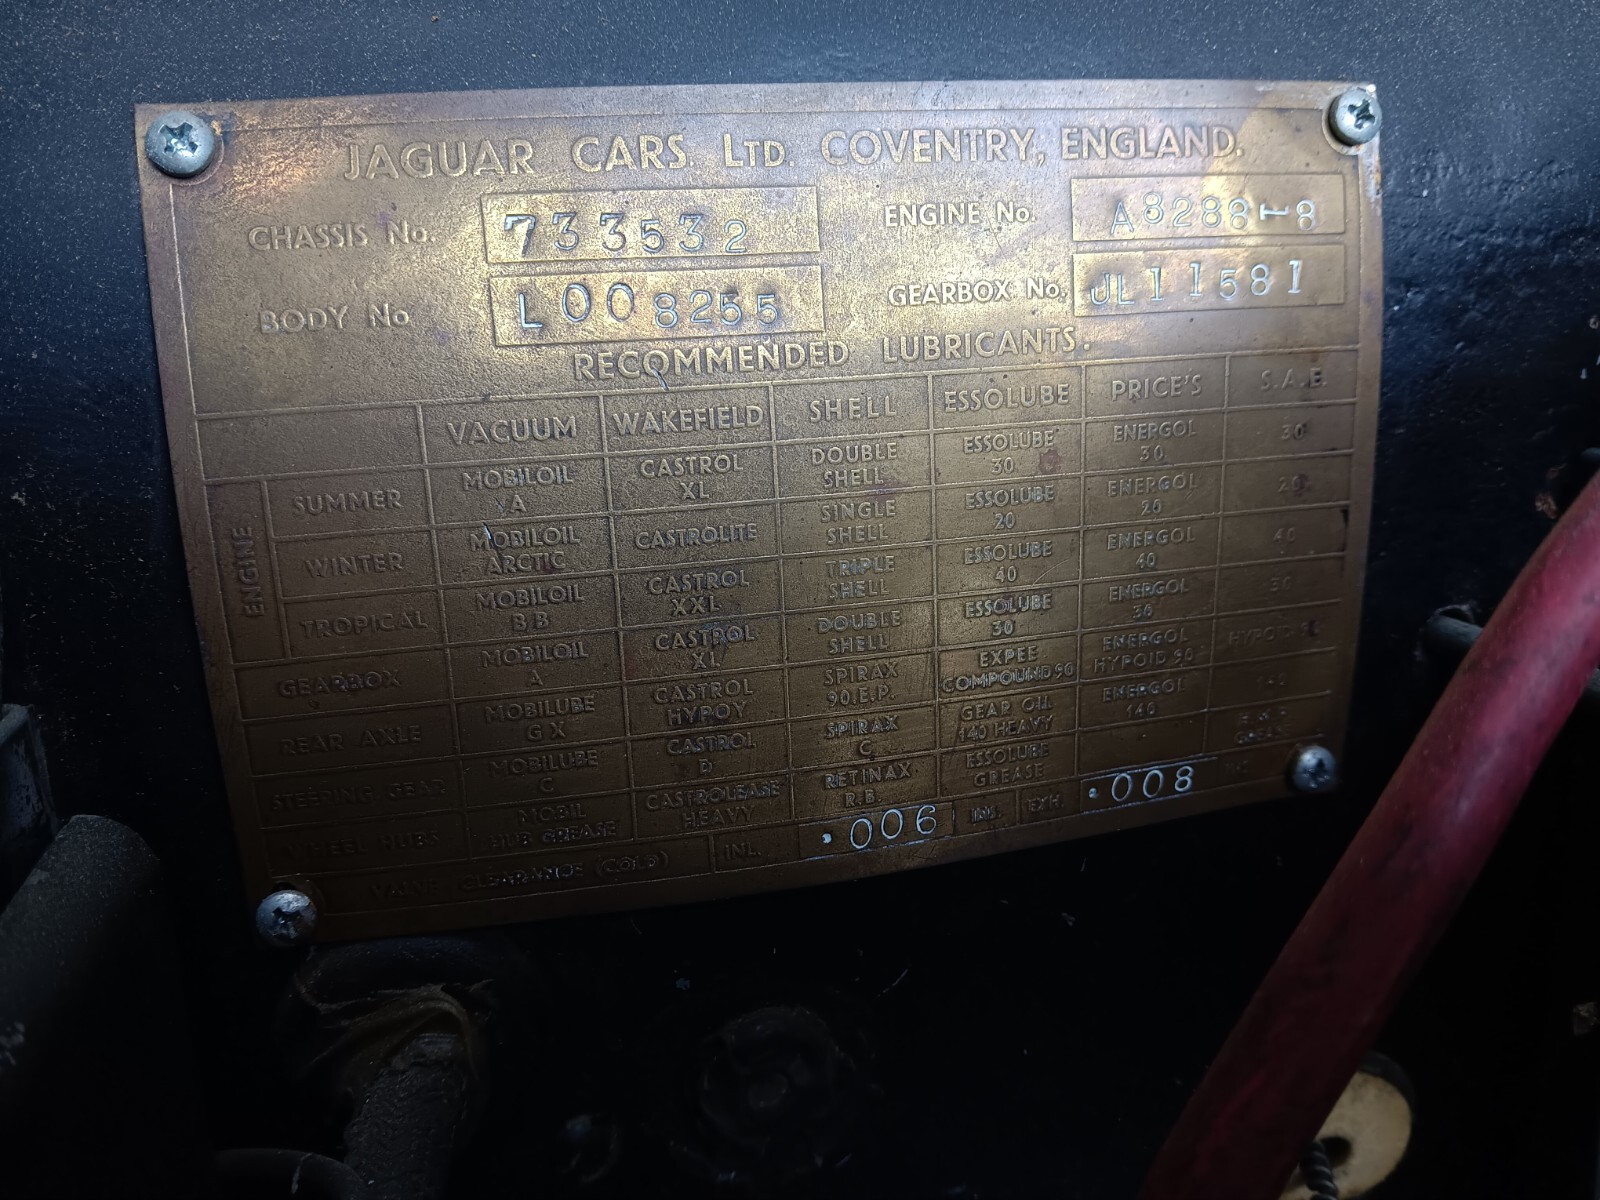 JAGUAR CARS. LTD. COVENTRY, ENGLAND.
CHASSIS No. 733532 ENGINE No. A8288-8
BODY No L008255 GEARBOX No. JL11581
RECOMMENDED LUBRICANTS.
VACUUM WAKEFIELD SHELL ESSOLUBE PRICE'S S.A.E.
ENGINE
SUMMER MOBILOIL A CASTROL XL DOUBLE SHELL ESSOLUBE 30 ENERGOL 30 30
WINTER MOBILOIL ARCTIC CASTROLITE SINGLE SHELL ESSOLUBE 20 ENERGOL 20 20
TROPICAL MOBILOIL BB CASTROL XXL TRIPLE SHELL ESSOLUBE 40 ENERGOL 40 40
GEARBOX MOBILOIL A CASTROL XL DOUBLE SHELL ESSOLUBE 30 ENERGOL 30 30
REAR AXLE MOBILUBE GX CASTROL HYPOY SPIRAX 90.E.P. EXPEE COMPOUND 90 ENERGOL HYPOID 90 HYPOID
STEERING GEAR MOBILUBE C CASTROL D SPIRAX C GEAR OIL 140 HEAVY ENERGOL 140 140
WHEEL HUBS MOBIL HUB GREASE CASTROLEASE HEAVY RETINAX R.B. ESSOLUBE GREASE
VALVE CLEARANCE (COLD) INL. .006 INS. EXH. .008